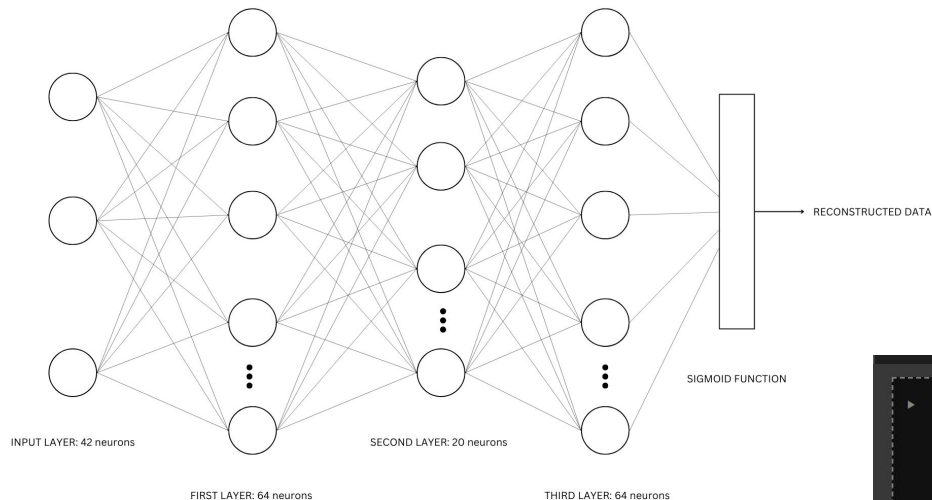 RECONSTRUCTED DATA
SIGMOID FUNCTION
INPUT LAYER: 42 neurons
SECOND LAYER: 20 neurons
FIRST LAYER: 64 neurons
THIRD LAYER: 64 neurons